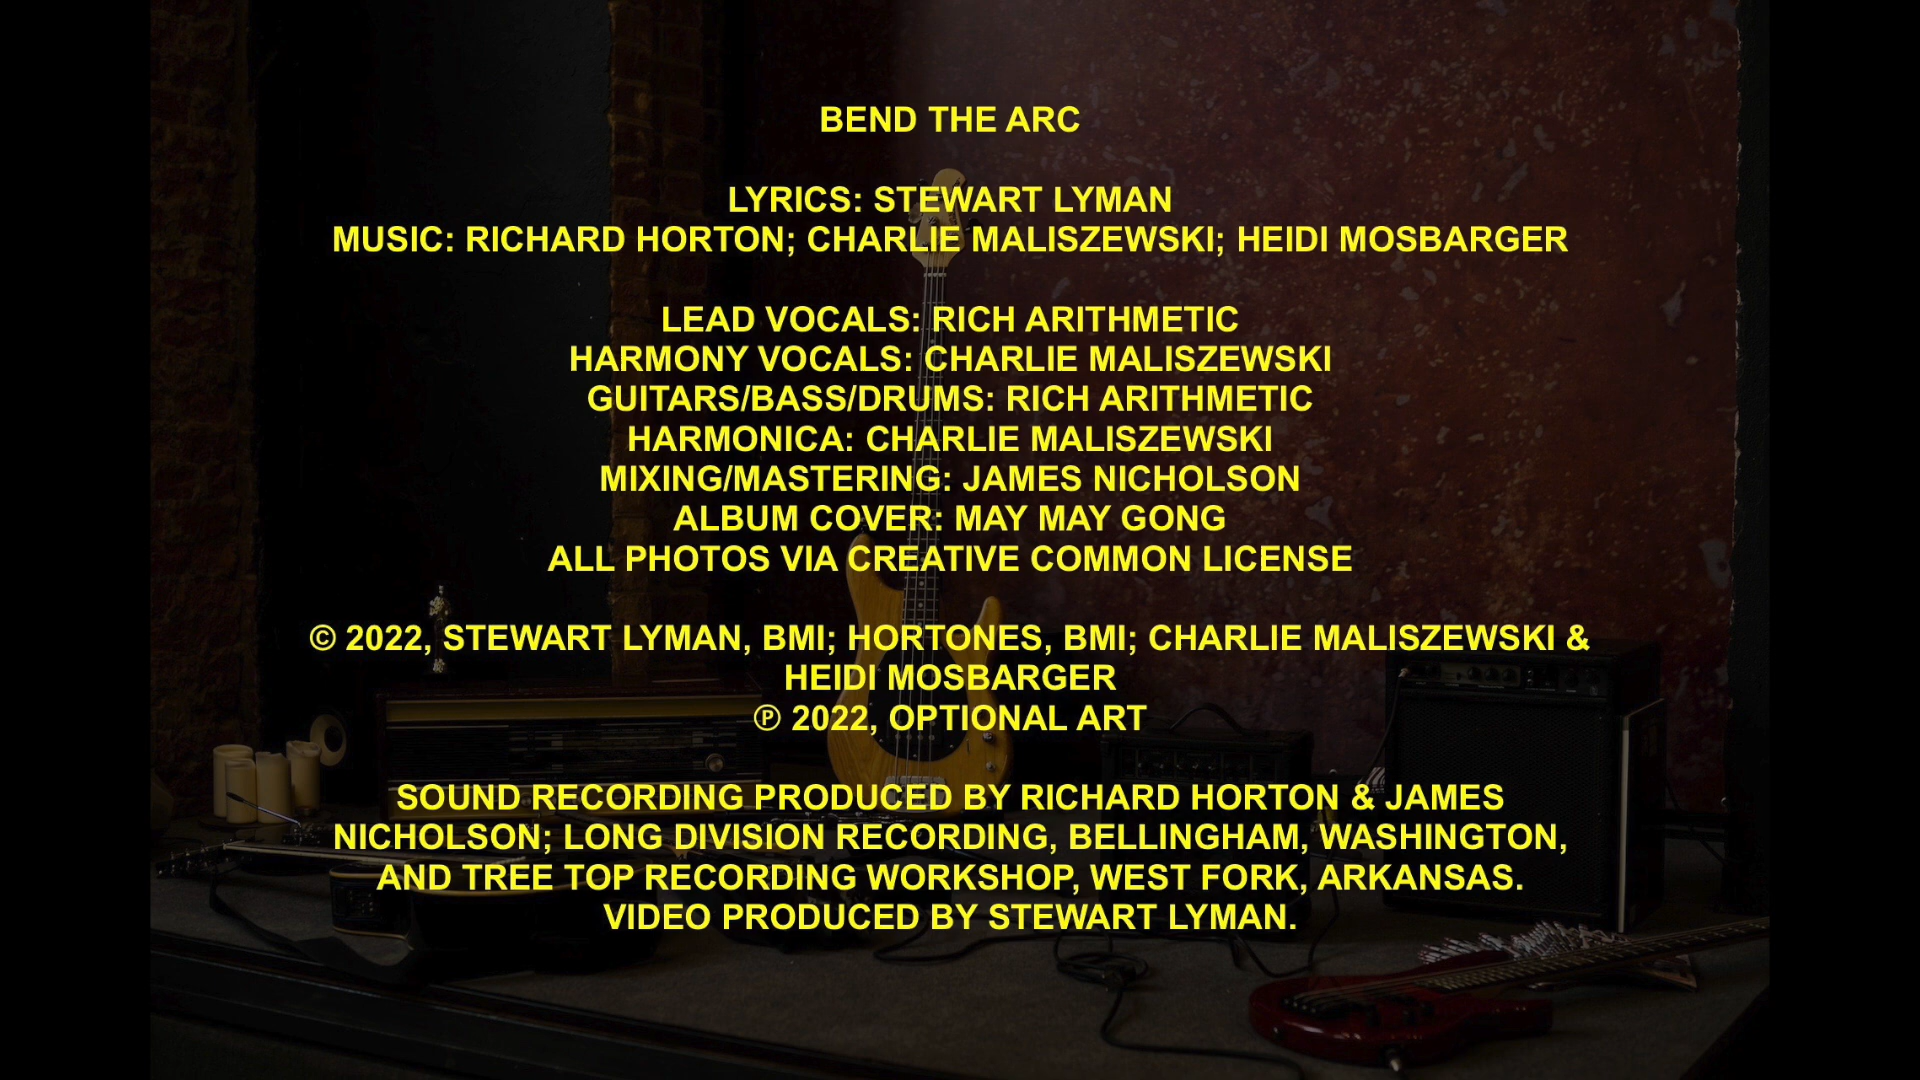 BEND THE ARC
LYRICS: STEWART LYMAN
MUSIC: RICHARD HORTON; CHARLIE MALISZEWSKI; HEIDI MOSBARGER
LEAD VOCALS: RICH ARITHMETIC
HARMONY VOCALS: CHARLIE MALISZEWSKI
GUITARS/BASS/DRUMS: RICH ARITHMETIC
HARMONICA: CHARLIE MALISZEWSKI
MIXING/MASTERING: JAMES NICHOLSON
ALBUM COVER: MAY MAY GONG
ALL PHOTOS VIA CREATIVE COMMON LICENSE
© 2022, STEWART LYMAN, BMI; HORTONES, BMI; CHARLIE MALISZEWSKI &
HEIDI MOSBARGER
℗ 2022, OPTIONAL ART
SOUND RECORDING PRODUCED BY RICHARD HORTON & JAMES
NICHOLSON; LONG DIVISION RECORDING, BELLINGHAM, WASHINGTON,
AND TREE TOP RECORDING WORKSHOP, WEST FORK, ARKANSAS.
VIDEO PRODUCED BY STEWART LYMAN.